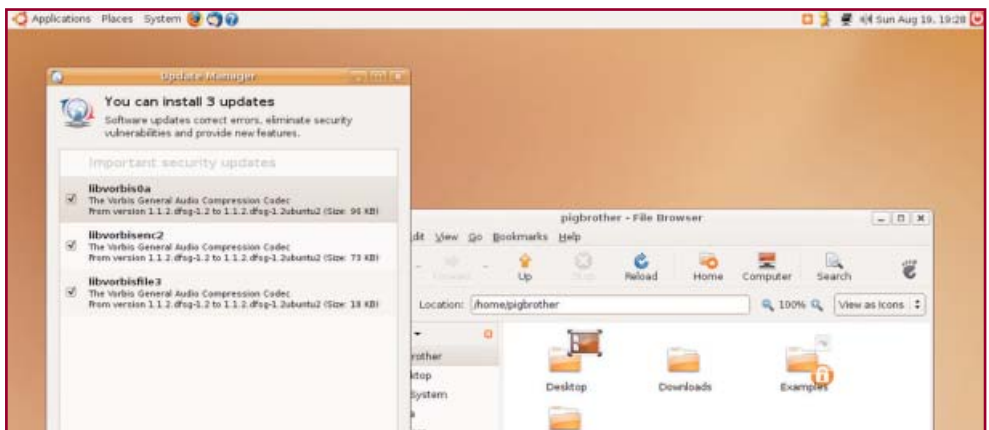 Applications Places System
Sun Aug 19, 19:28
Update Manager
You can install 3 updates
Software updates correct errors, eliminate security
vulnerabilities and provide new features.
Important security updates
libvorbis0a
The Vorbis General Audio Compression Codec
From version 1.1.2.dfsg-1.2 to 1.1.2.dfsg-1.2ubuntu2 (Size: 96 KB)
libvorbisenc2
The Vorbis General Audio Compression Codec
From version 1.1.2.dfsg-1.2 to 1.1.2.dfsg-1.2ubuntu2 (Size: 73 KB)
libvorbisfile3
The Vorbis General Audio Compression Codec
From version 1.1.2.dfsg-1.2 to 1.1.2.dfsg-1.2ubuntu2 (Size: 18 KB)
pigbrother - File Browser
dit View Go Bookmarks Help
Forward Up Stop Reload Home Computer Search
Location: /home/pigbrother 100% View as Icons
rother
ktop
System
Desktop Downloads Examples